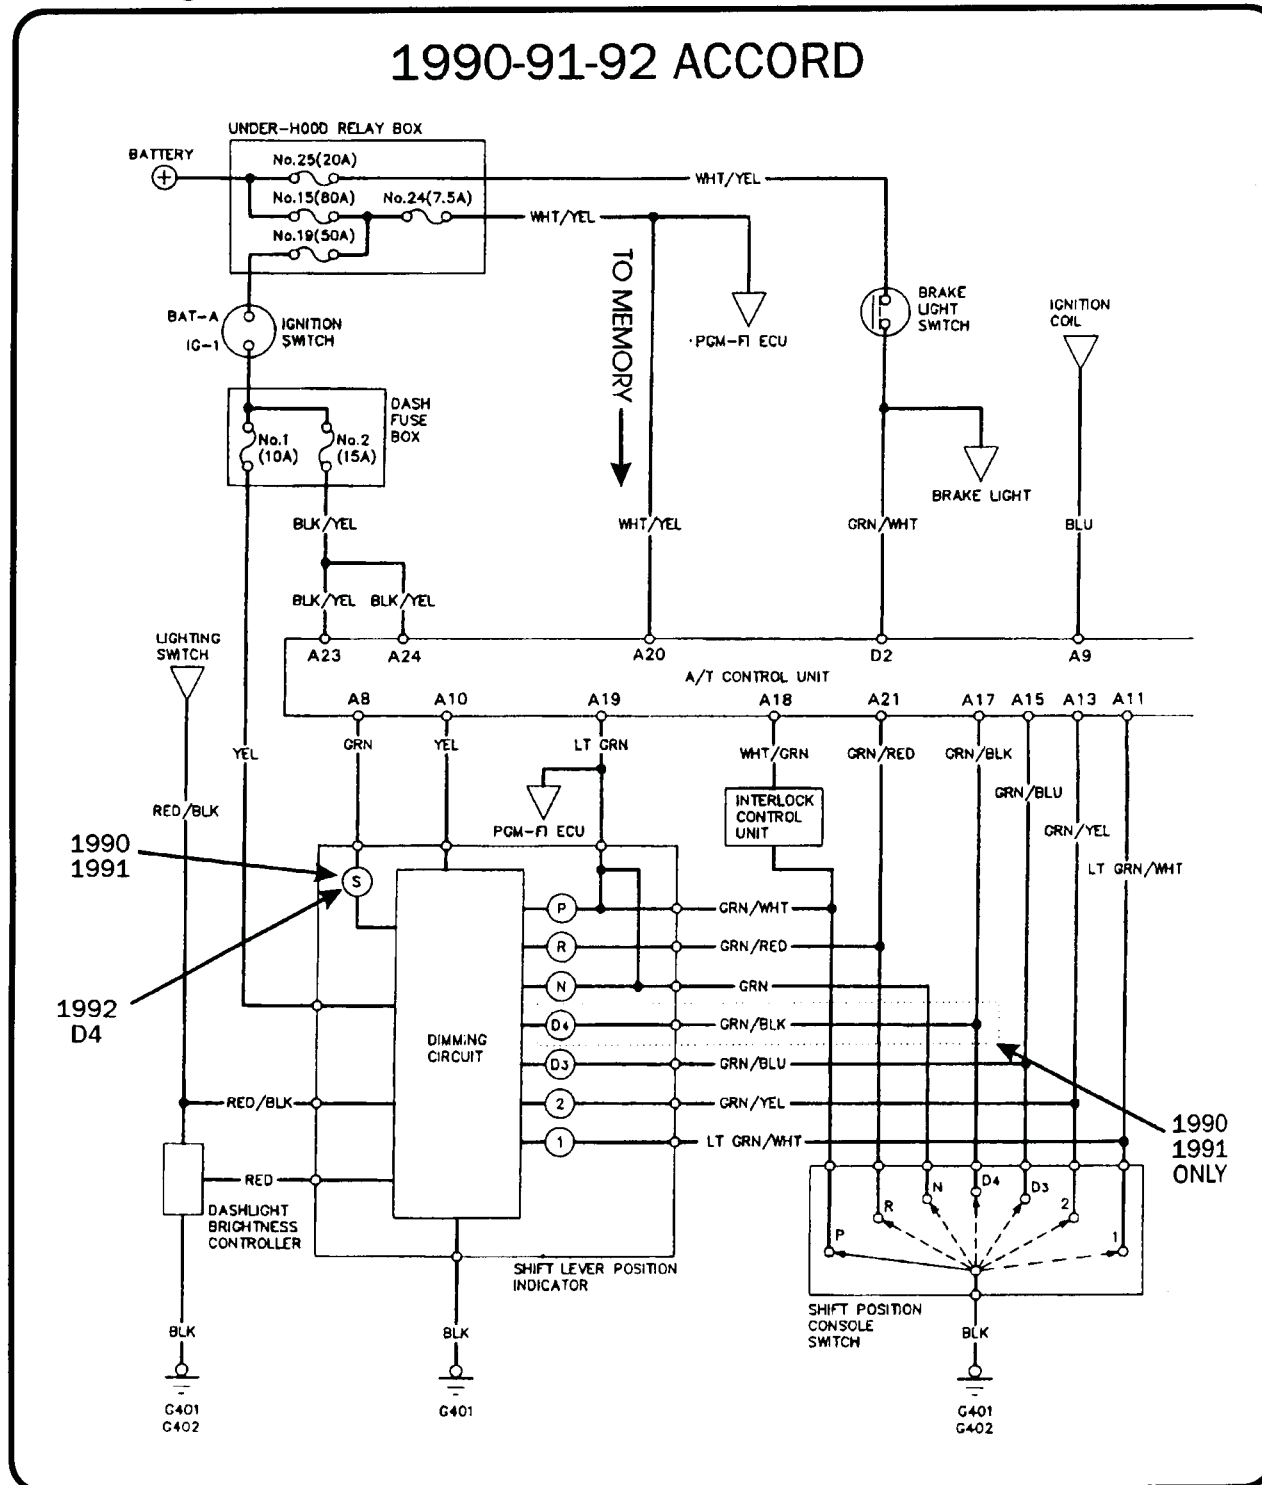 1990-91-92 ACCORD
UNDER-HOOD RELAY BOX
BATTERY
+
No.25(20A)
WHT/YEL
No.15(80A)
No.24(7.5A)
WHT/YEL
No.19(50A)
TO MEMORY
BAT-A
IG-1
IGNITION
SWITCH
PGM-FI ECU
BRAKE
LIGHT
SWITCH
IGNITION
COIL
DASH
FUSE
BOX
No.1
(10A)
No.2
(15A)
BRAKE LIGHT
BLK/YEL
WHT/YEL
GRN/WHT
BLU
BLK/YEL
BLK/YEL
LIGHTING
SWITCH
A23
A24
A20
D2
A9
A/T CONTROL UNIT
A8
A10
A19
A18
A21
A17
A15
A13
A11
YEL
GRN
YEL
LT GRN
WHT/GRN
GRN/RED
GRN/BLK
GRN/BLU
GRN/YEL
LT GRN/WHT
RED/BLK
PGM-FI ECU
INTERLOCK
CONTROL
UNIT
1990
1991
S
P
GRN/WHT
R
GRN/RED
N
GRN
1992
D4
D4
GRN/BLK
DIMMING
CIRCUIT
D3
GRN/BLU
RED/BLK
2
GRN/YEL
1
LT GRN/WHT
1990
1991
ONLY
RED
DASHLIGHT
BRIGHTNESS
CONTROLLER
P
R
N
D4
D3
2
1
SHIFT LEVER POSITION
INDICATOR
SHIFT POSITION
CONSOLE
SWITCH
BLK
BLK
BLK
G401
G402
G401
G401
G402